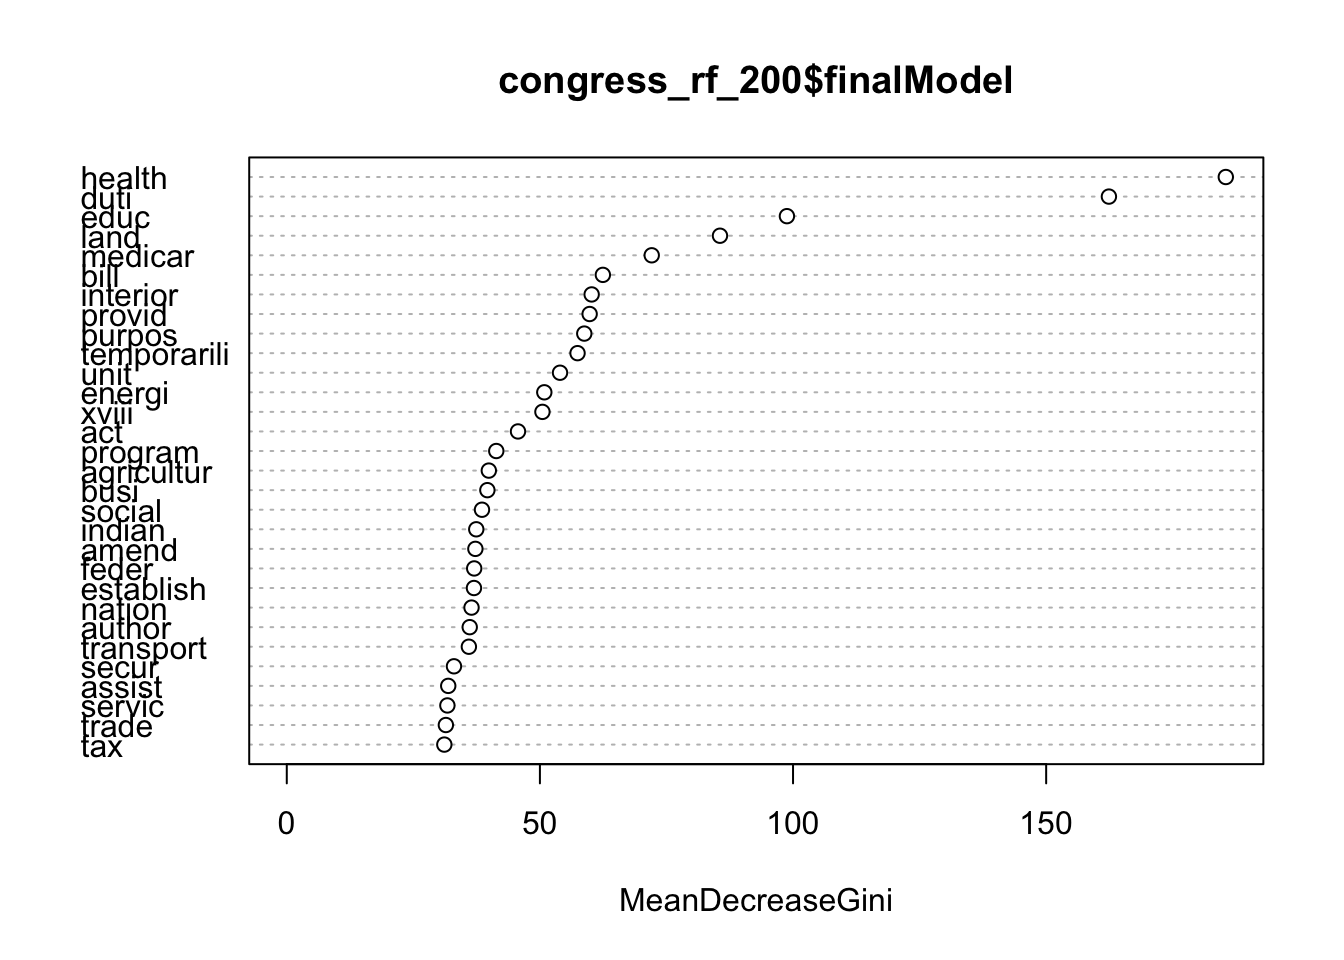 congress_rf_200$finalModel
health
duti
educ
land
medicar
bill
interior
provid
purpos
temporarili
unit
energi
xviii
act
program
agricultur
busi
social
indian
amend
feder
establish
nation
author
transport
secur
assist
servic
trade
tax
0 50 100 150
MeanDecreaseGini